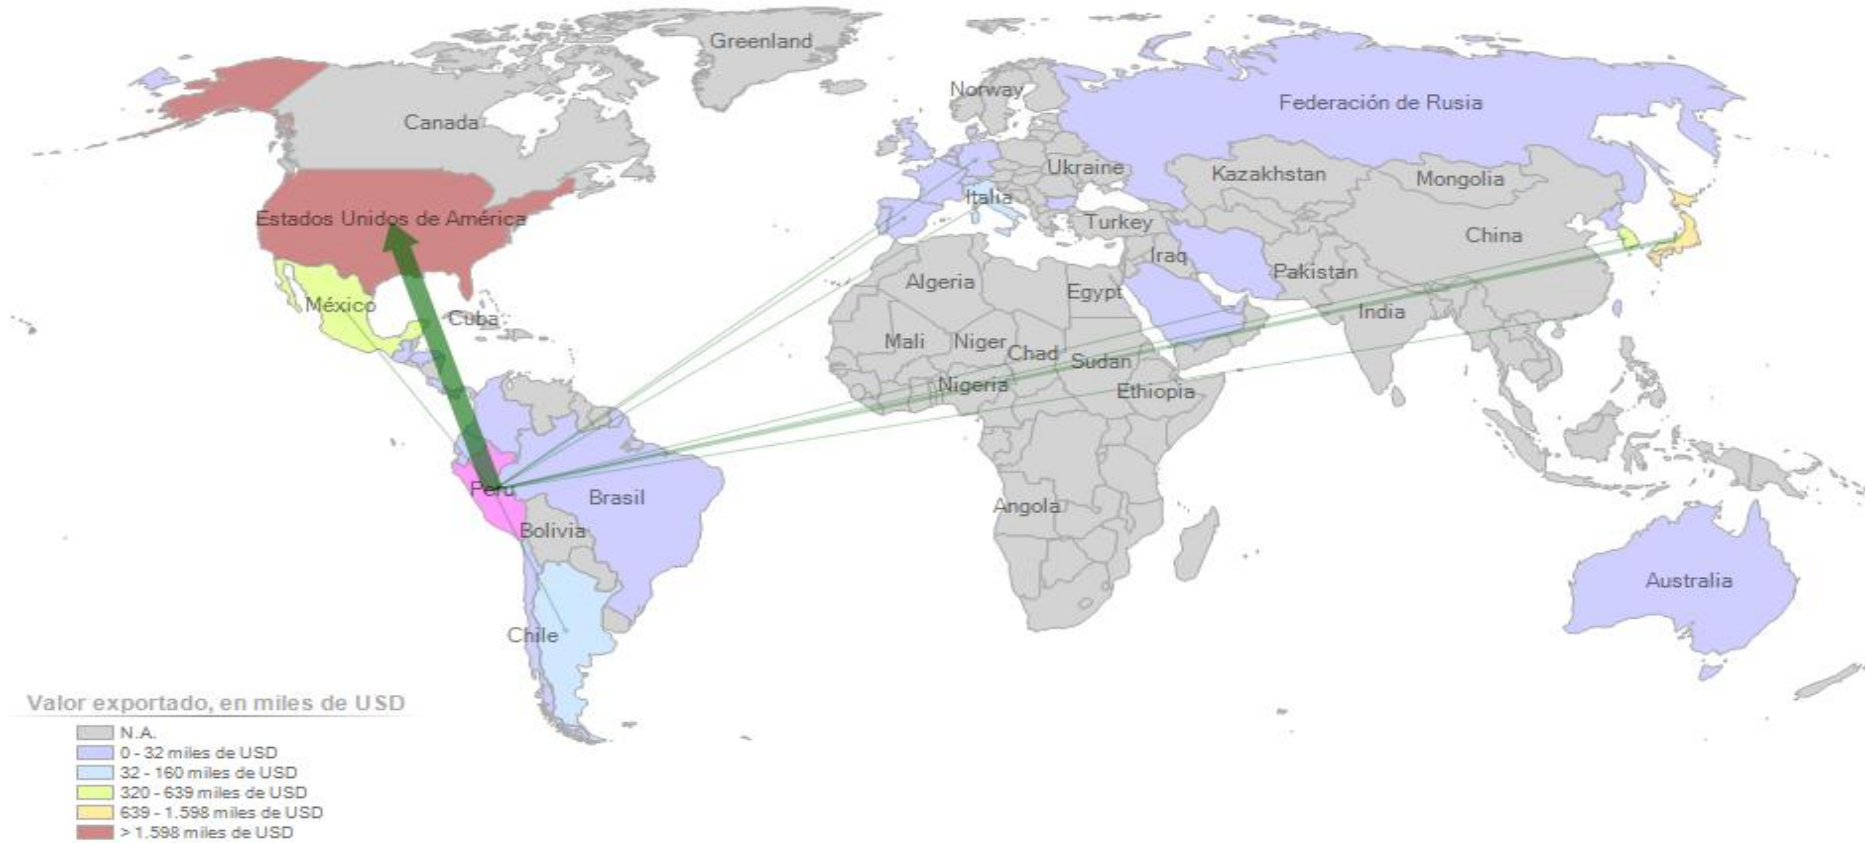 Greenland
Norway
Federación de Rusia
Canada
Ukraine
Kazakhstan
Mongolia
Italia
Estados Unidos de América
Turkey
China
Iraq
Pakistan
Algeria
Egypt
México
Cuba
India
Mali
Niger
Chad
Sudan
Nigeria
Ethiopia
Perú
Brasil
Angola
Bolivia
Australia
Chile
Valor exportado, en miles de USD
N.A.
0 - 32 miles de USD
32 - 160 miles de USD
320 - 639 miles de USD
639 - 1.598 miles de USD
> 1.598 miles de USD